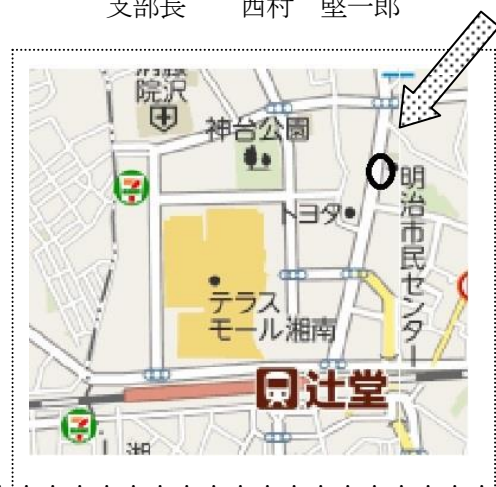 支部長 西村 堅一郎
院沢
神台公園
トヨタ
明治市民センター
テラス
モール湘南
辻堂
湘